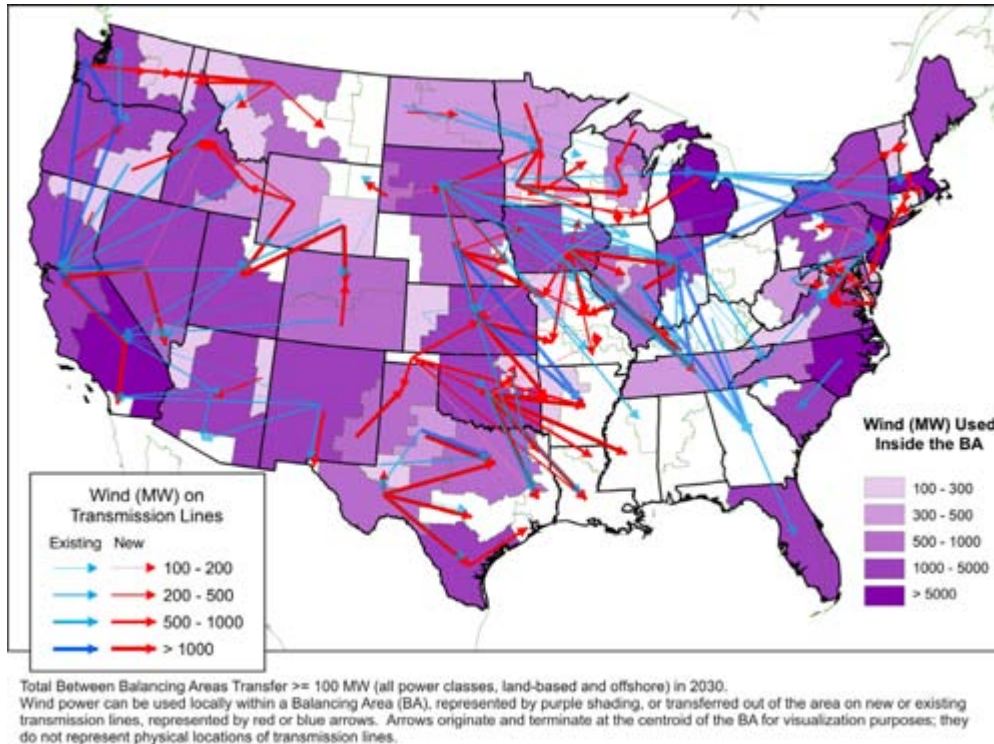 Wind (MW) Used
Inside the BA
100 - 300
300 - 500
500 - 1000
1000 - 5000
> 5000
Wind (MW) on
Transmission Lines
Existing New
100 - 200
200 - 500
500 - 1000
> 1000
Total Between Balancing Areas Transfer >= 100 MW (all power classes, land-based and offshore) in 2030.
Wind power can be used locally within a Balancing Area (BA), represented by purple shading, or transferred out of the area on new or existing
transmission lines, represented by red or blue arrows. Arrows originate and terminate at the centroid of the BA for visualization purposes; they
do not represent physical locations of transmission lines.